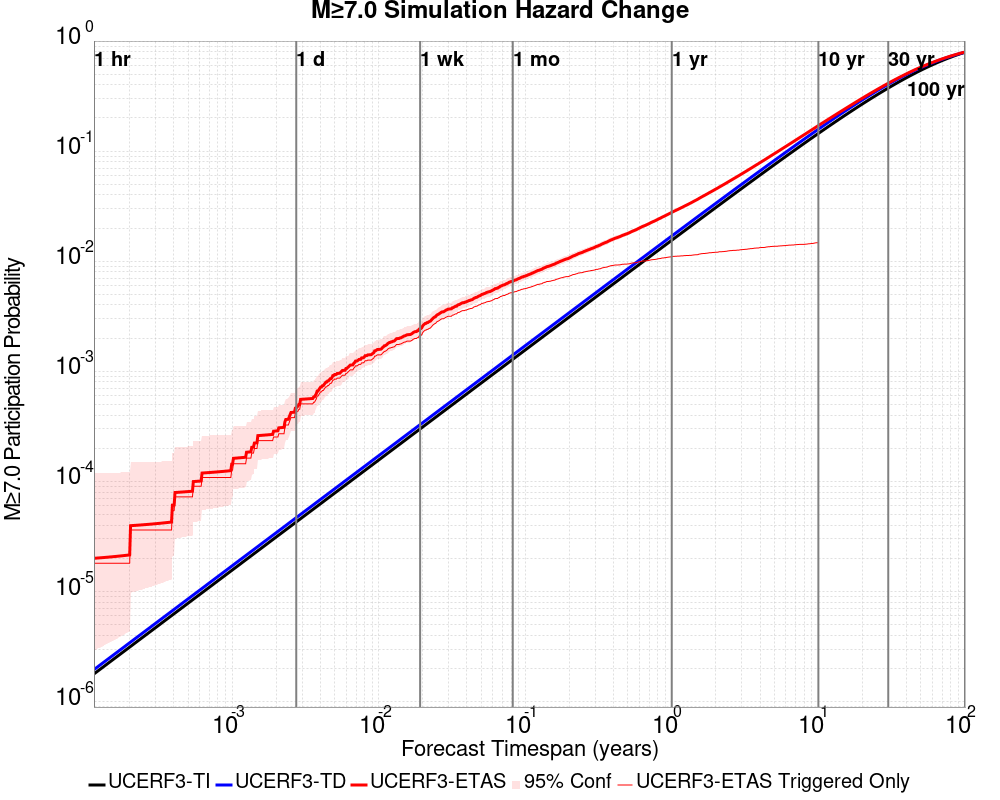 M≥7.0 Simulation Hazard Change
10^0
10^-1
10^-2
10^-3
10^-4
10^-5
10^-6
M≥7.0 Participation Probability
1 hr
1 d
1 wk
1 mo
1 yr
10 yr
30 yr
100 yr
10^-3
10^-2
10^-1
10^0
10^1
10^2
Forecast Timespan (years)
UCERF3-TI UCERF3-TD UCERF3-ETAS 95% Conf UCERF3-ETAS Triggered Only